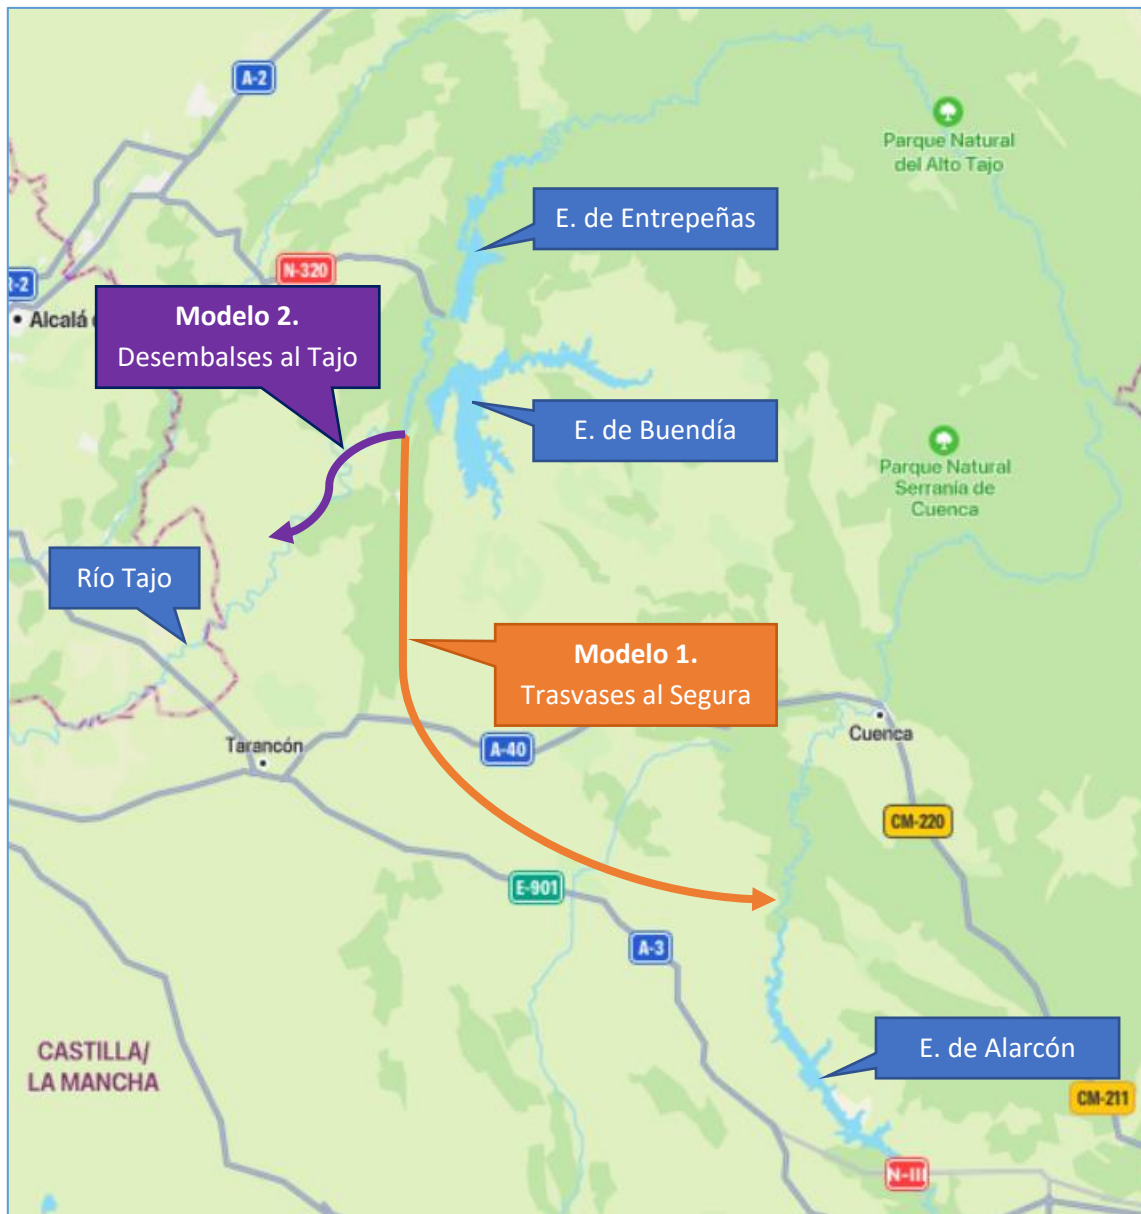 A-2
Parque Natural
del Alto Tajo
E. de Entrepeñas
N-320
R-2
Alcalá d
Modelo 2.
Desembalses al Tajo
E. de Buendía
Parque Natural
Serranía de
Cuenca
Río Tajo
Modelo 1.
Trasvases al Segura
Cuenca
Tarancón
A-40
CM-220
E-901
A-3
CASTILLA/
LA MANCHA
E. de Alarcón
CM-211
N-III